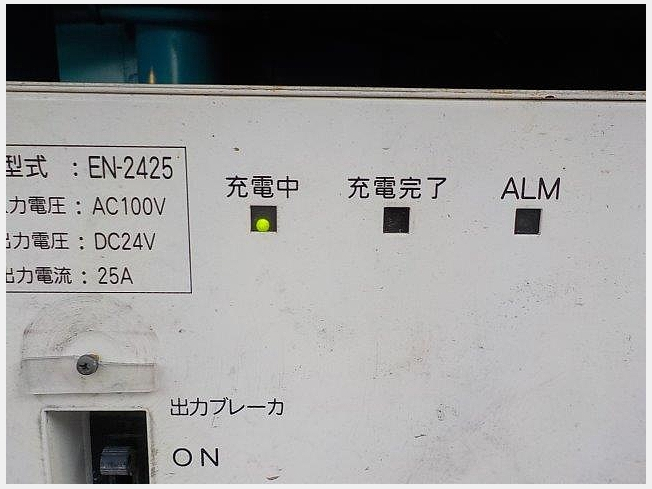 型式 : EN-2425
力電圧 : AC100V
出力電圧 : DC24V
出力電流 : 25A
充電中
充電完了
ALM
出力ブレーカ
ON